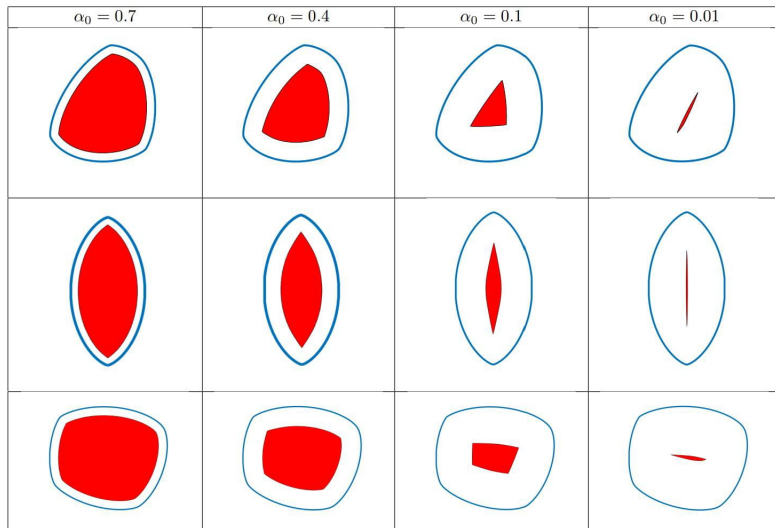 α₀ = 0.7 α₀ = 0.4 α₀ = 0.1 α₀ = 0.01